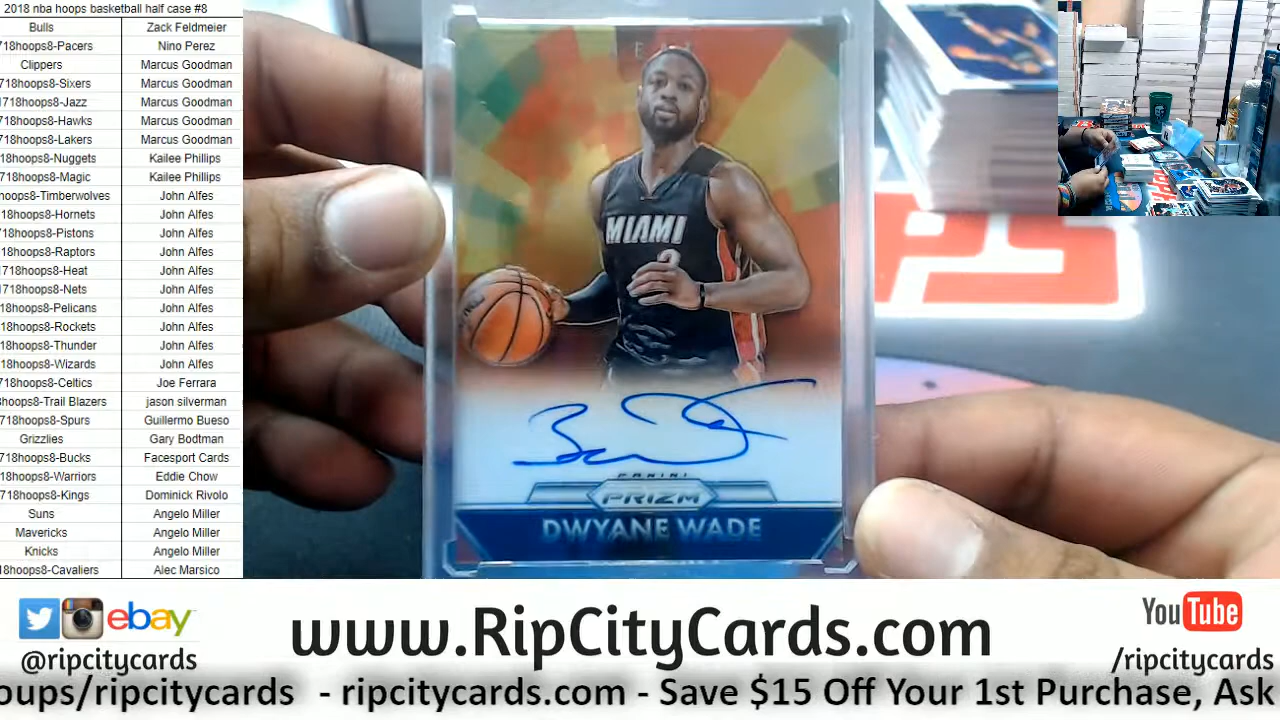 2018 nba hoops basketball half case #8
Bulls Zack Feldmeier
718hoops8-Pacers Nino Perez
Clippers Marcus Goodman
718hoops8-Sixers Marcus Goodman
1718hoops8-Jazz Marcus Goodman
718hoops8-Hawks Marcus Goodman
718hoops8-Lakers Marcus Goodman
18hoops8-Nuggets Kailee Phillips
718hoops8-Magic Kailee Phillips
hoops8-Timberwolves John Alfes
18hoops8-Hornets John Alfes
718hoops8-Pistons John Alfes
18hoops8-Raptors John Alfes
1718hoops8-Heat John Alfes
718hoops8-Nets John Alfes
18hoops8-Pelicans John Alfes
18hoops8-Rockets John Alfes
18hoops8-Thunder John Alfes
18hoops8-Wizards John Alfes
718hoops8-Celtics Joe Ferrara
8hoops8-Trail Blazers jason silverman
718hoops8-Spurs Guillermo Bueso
Grizzlies Gary Bodtman
718hoops8-Bucks Facesport Cards
18hoops8-Warriors Eddie Chow
718hoops8-Kings Dominick Rivolo
Suns Angelo Miller
Mavericks Angelo Miller
Knicks Angelo Miller
18hoops8-Cavaliers Alec Marsico
MIAMI
3
PANINI
PRIZM
DWYANE WADE
ebay
@ripcitycards
www.RipCityCards.com
YouTube
/ripcitycards
oups/ripcitycards - ripcitycards.com - Save $15 Off Your 1st Purchase, Ask